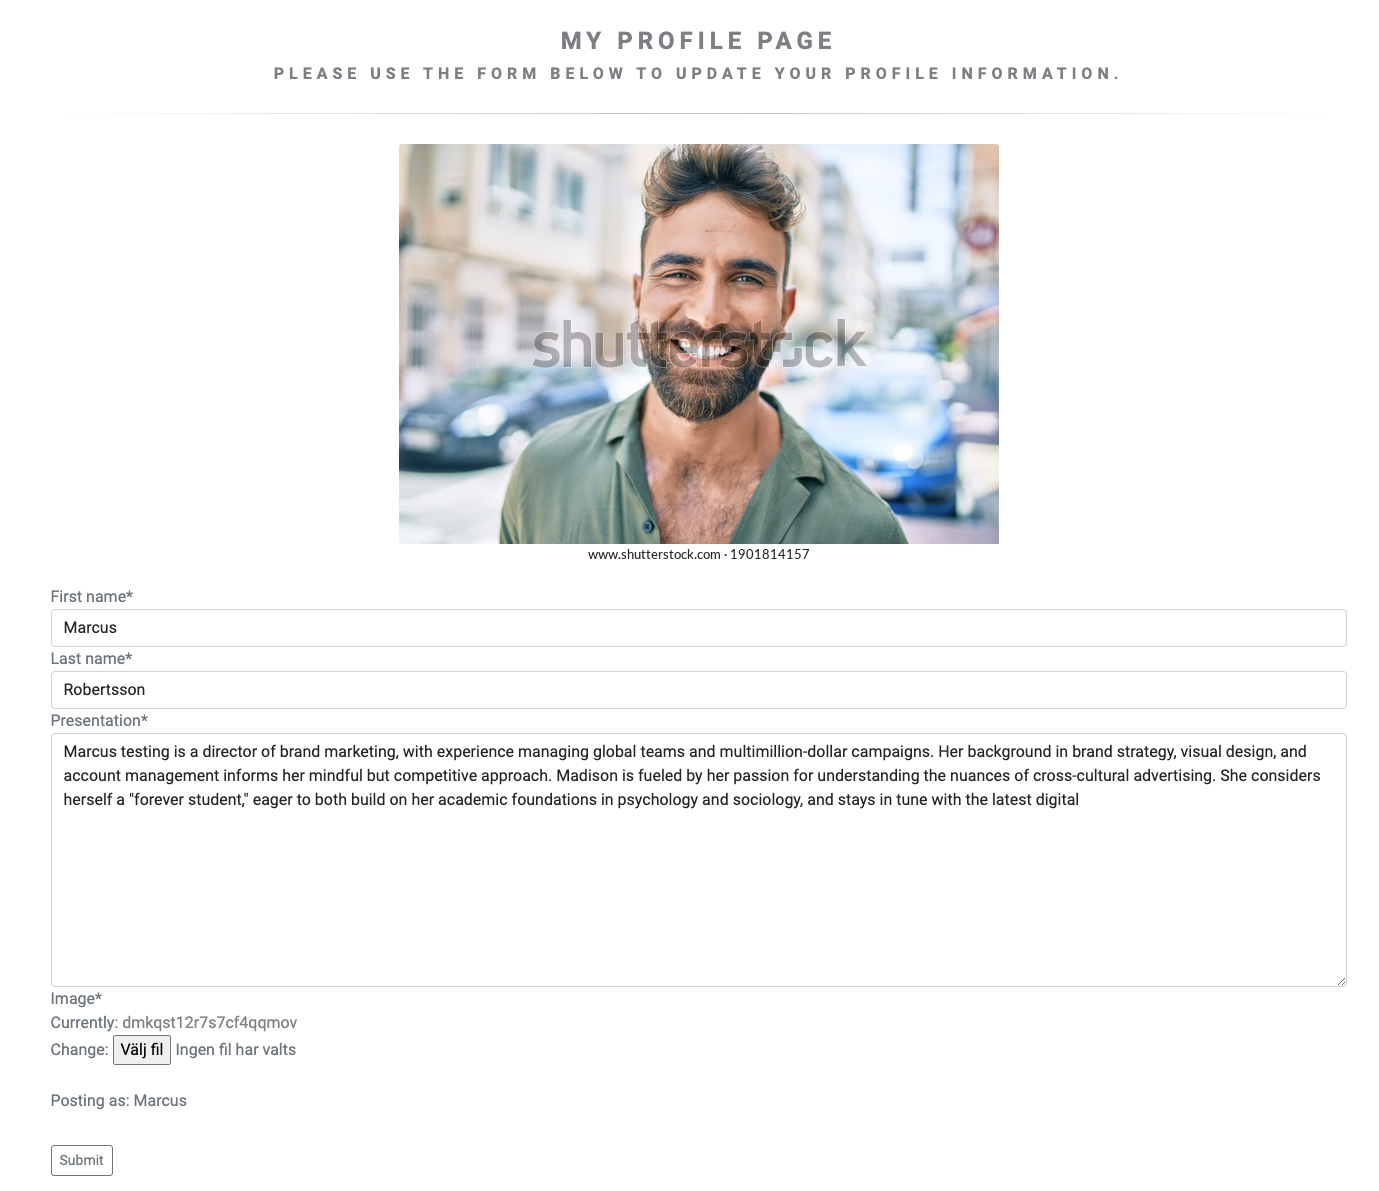 MY PROFILE PAGE
PLEASE USE THE FORM BELOW TO UPDATE YOUR PROFILE INFORMATION.
shutterstock
www.shutterstock.com · 1901814157
First name*
Marcus
Last name*
Robertsson
Presentation*
Marcus testing is a director of brand marketing, with experience managing global teams and multimillion-dollar campaigns. Her background in brand strategy, visual design, and
account management informs her mindful but competitive approach. Madison is fueled by her passion for understanding the nuances of cross-cultural advertising. She considers
herself a "forever student," eager to both build on her academic foundations in psychology and sociology, and stays in tune with the latest digital
Image*
Currently: dmkqst12r7s7cf4qqmov
Change: Välj fil Ingen fil har valts
Posting as: Marcus
Submit